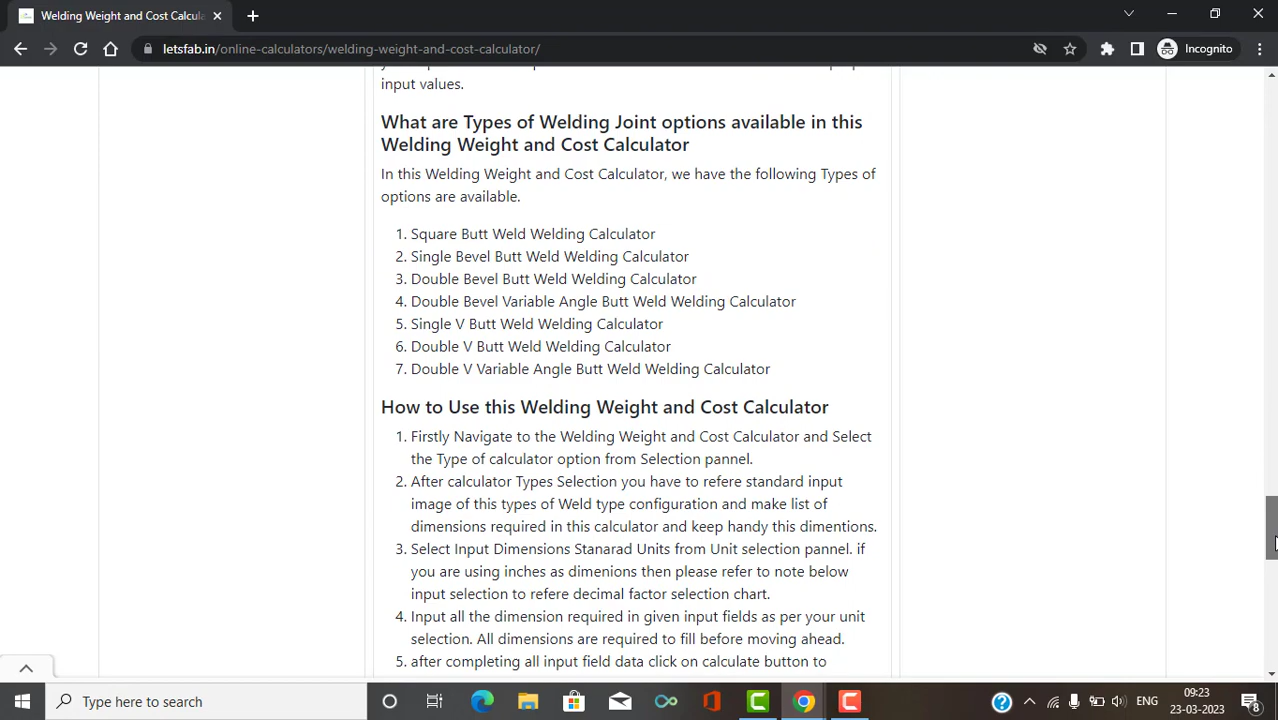 Welding Weight and Cost Calcula
letsfab.in/online-calculators/welding-weight-and-cost-calculator/
Incognito
input values.
What are Types of Welding Joint options available in this
Welding Weight and Cost Calculator
In this Welding Weight and Cost Calculator, we have the following Types of
options are available.
1. Square Butt Weld Welding Calculator
2. Single Bevel Butt Weld Welding Calculator
3. Double Bevel Butt Weld Welding Calculator
4. Double Bevel Variable Angle Butt Weld Welding Calculator
5. Single V Butt Weld Welding Calculator
6. Double V Butt Weld Welding Calculator
7. Double V Variable Angle Butt Weld Welding Calculator
How to Use this Welding Weight and Cost Calculator
1. Firstly Navigate to the Welding Weight and Cost Calculator and Select
the Type of calculator option from Selection pannel.
2. After calculator Types Selection you have to refere standard input
image of this types of Weld type configuration and make list of
dimensions required in this calculator and keep handy this dimentions.
3. Select Input Dimensions Stanarad Units from Unit selection pannel. if
you are using inches as dimenions then please refer to note below
input selection to refere decimal factor selection chart.
4. Input all the dimension required in given input fields as per your unit
selection. All dimensions are required to fill before moving ahead.
5. after completing all input field data click on calculate button to
Type here to search
ENG
09:23
23-03-2023
8